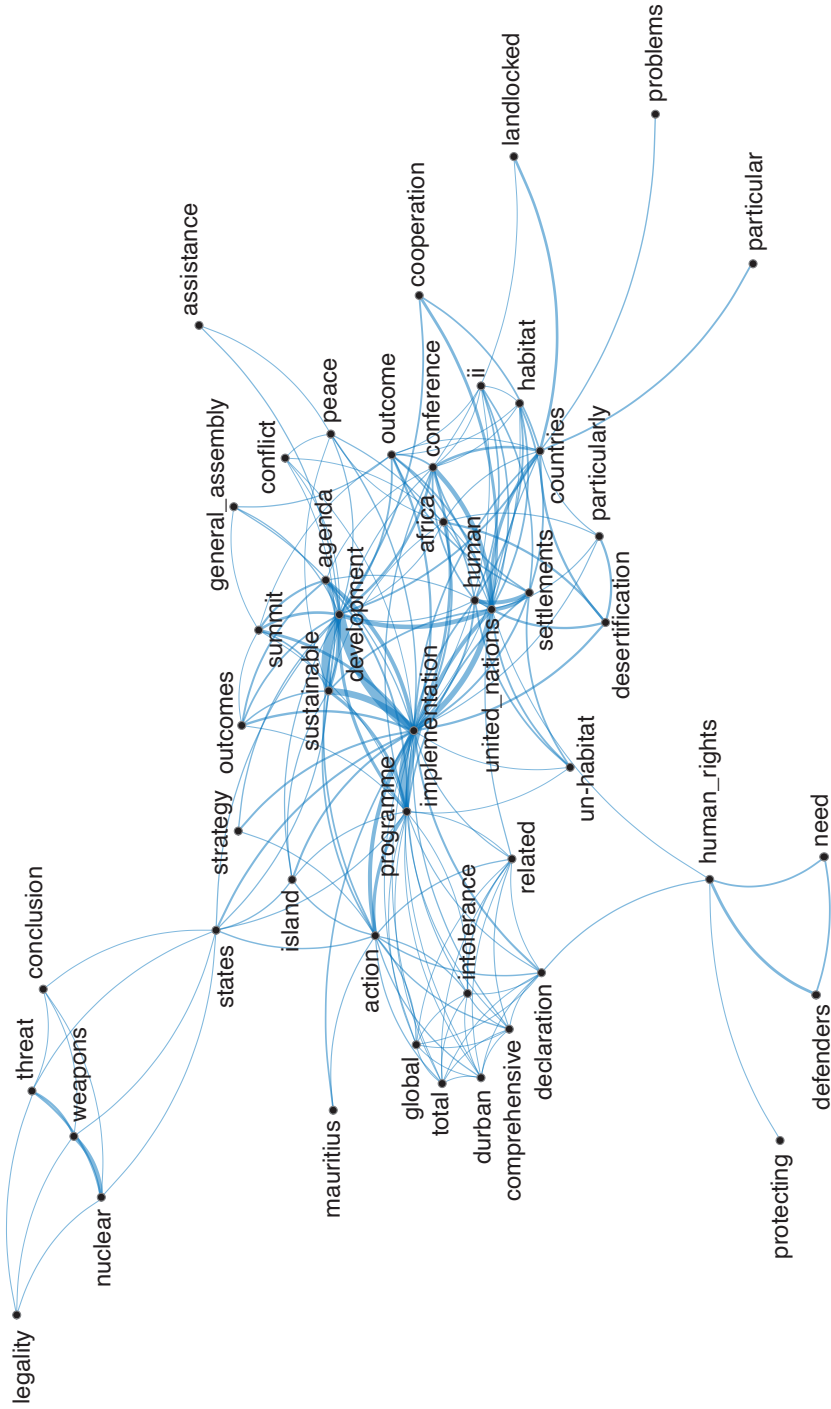 legality
nuclear
weapons
threat
conclusion
states
strategy
island
outcomes
summit
general_assembly
sustainable
development
agenda
conflict
peace
assistance
mauritius
action
programme
implementation
africa
conference
outcome
cooperation
human
united_nations
ii
habitat
landlocked
global
total
durban
intolerance
comprehensive
declaration
related
un-habitat
settlements
desertification
particularly
countries
problems
particular
human_rights
need
defenders
protecting